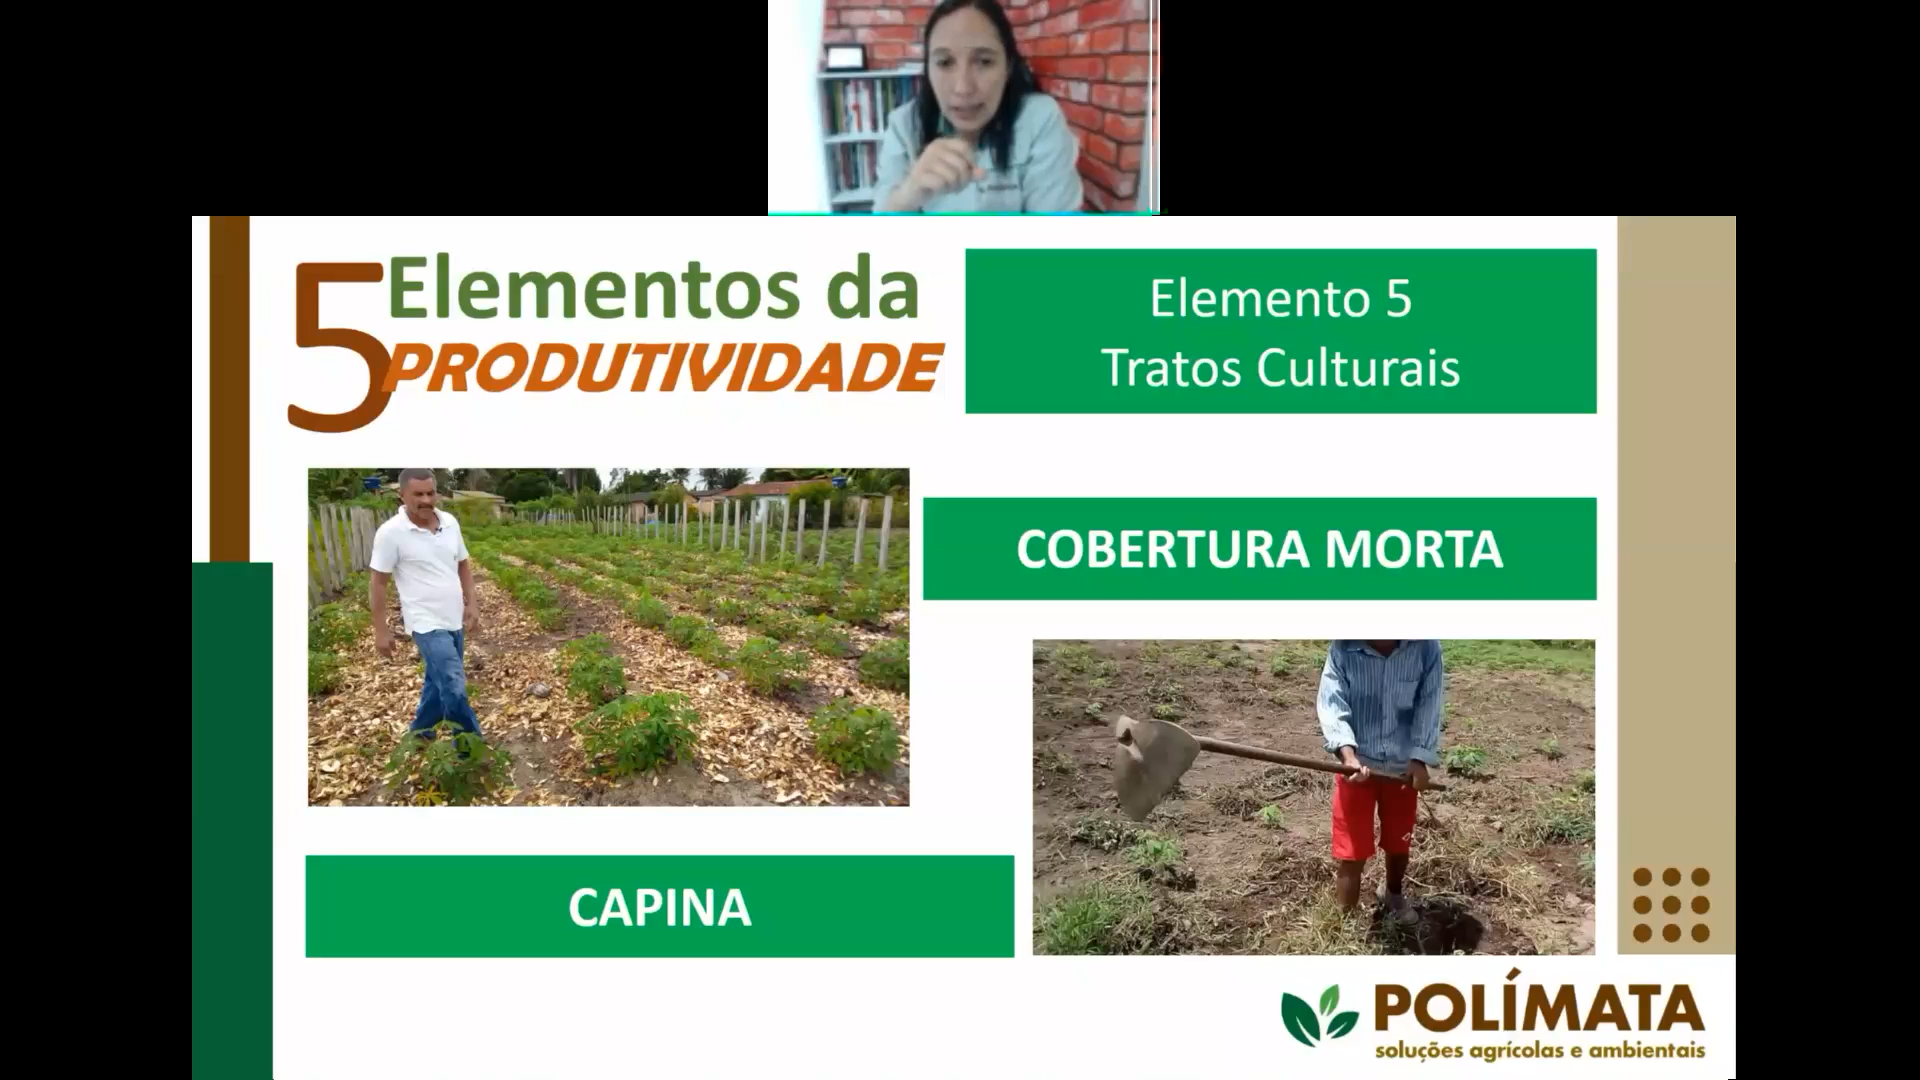 5 Elementos da
PRODUTIVIDADE
Elemento 5
Tratos Culturais
COBERTURA MORTA
CAPINA
POLÍMATA
soluções agrícolas e ambientais